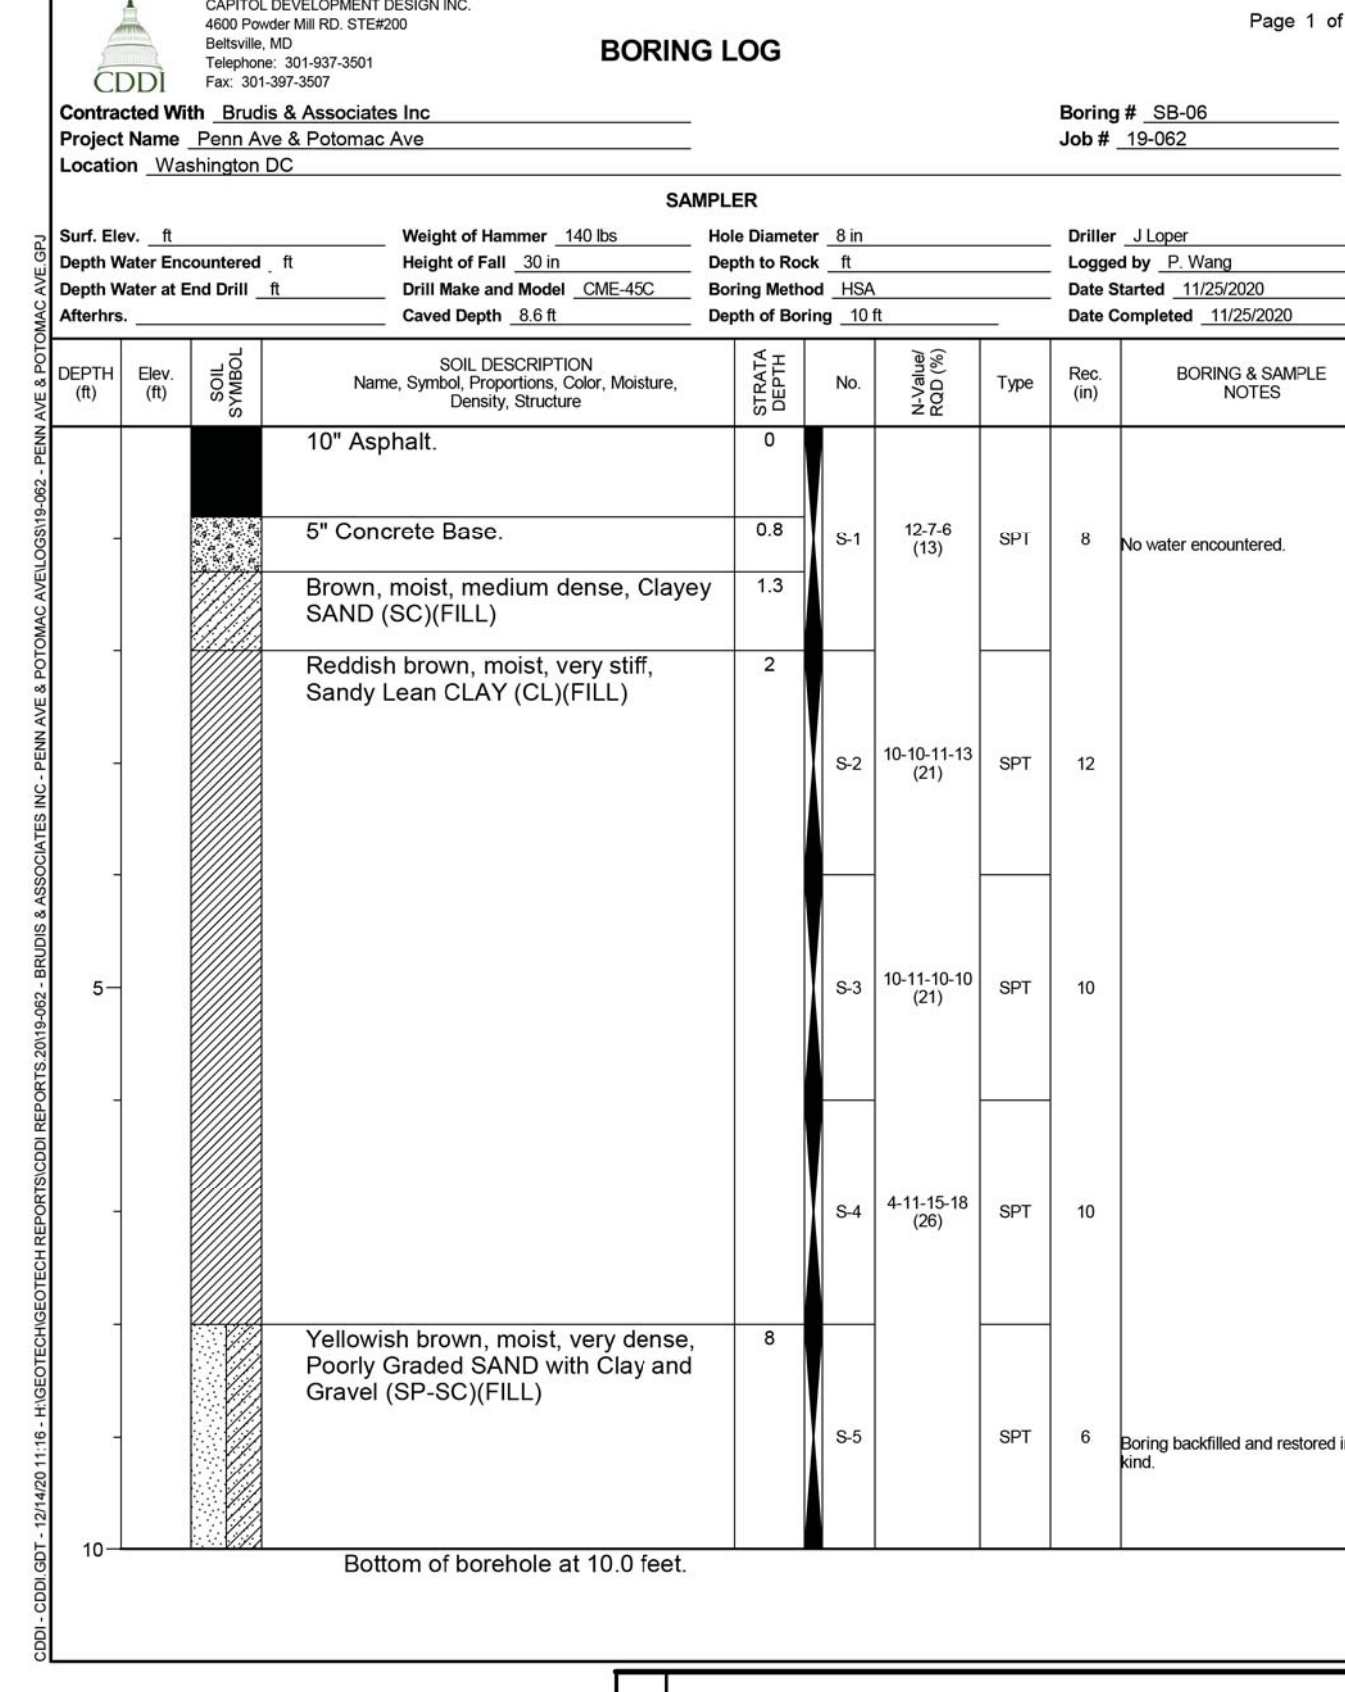 CAPITOL DEVELOPMENT DESIGN INC.
4600 Powder Mill RD. STE#200
Beltsville, MD
Telephone: 301-937-3501
Fax: 301-397-3507
CDDI
BORING LOG
Page 1 of
Contracted With Brudis & Associates Inc
Boring # SB-06
Project Name Penn Ave & Potomac Ave
Job # 19-062
Location Washington DC
SAMPLER
Surf. Elev. ft
Weight of Hammer 140 lbs
Hole Diameter 8 in
Driller J Loper
Depth Water Encountered ft
Height of Fall 30 in
Depth to Rock ft
Logged by P. Wang
Depth Water at End Drill ft
Drill Make and Model CME-45C
Boring Method HSA
Date Started 11/25/2020
Afterhrs.
Caved Depth 8.6 ft
Depth of Boring 10 ft
Date Completed 11/25/2020
DEPTH
(ft)
Elev.
(ft)
SOIL
SYMBOL
SOIL DESCRIPTION
Name, Symbol, Proportions, Color, Moisture,
Density, Structure
STRATA
DEPTH
No.
N-Value/
RQD (%)
Type
Rec.
(in)
BORING & SAMPLE
NOTES
10" Asphalt.
0
5" Concrete Base.
0.8
S-1
12-7-6
(13)
SPT
8
No water encountered.
Brown, moist, medium dense, Clayey
SAND (SC)(FILL)
1.3
Reddish brown, moist, very stiff,
Sandy Lean CLAY (CL)(FILL)
2
S-2
10-10-11-13
(21)
SPT
12
5
S-3
10-11-10-10
(21)
SPT
10
S-4
4-11-15-18
(26)
SPT
10
Yellowish brown, moist, very dense,
Poorly Graded SAND with Clay and
Gravel (SP-SC)(FILL)
8
S-5
SPT
6
Boring backfilled and restored i
kind.
10
Bottom of borehole at 10.0 feet.
CDDI - CDDI.GDT - 12/14/20 11:16 - H:\GEOTECH\GEOTECH REPORTS\CDDI REPORTS.20\19-062 - BRUDIS & ASSOCIATES INC - PENN AVE & POTOMAC AVE\LOGS\19-062 - PENN AVE & POTOMAC AVE.GPJ